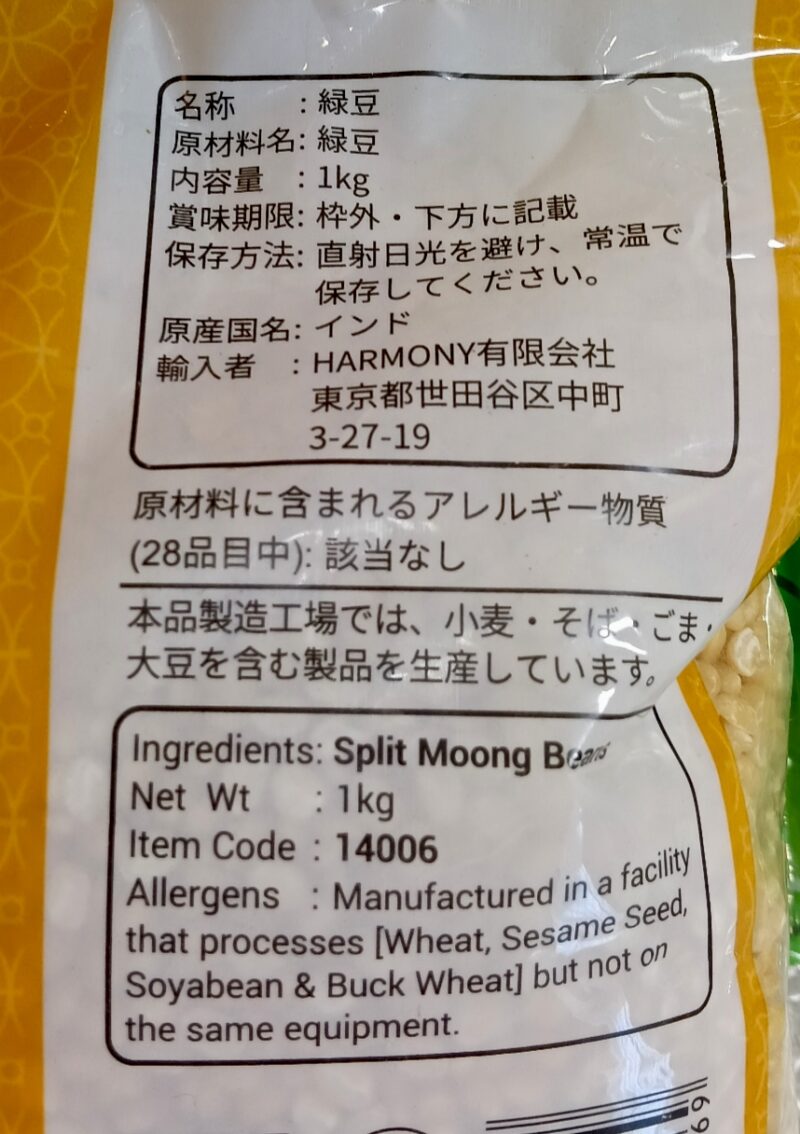 名称 : 緑豆
原材料名: 緑豆
内容量 : 1kg
賞味期限: 枠外・下方に記載
保存方法: 直射日光を避け、常温で
保存してください。
原産国名: インド
輸入者 : HARMONY有限会社
東京都世田谷区中町
3-27-19
原材料に含まれるアレルギー物質
(28品目中): 該当なし
本品製造工場では、小麦・そば・ごま・
大豆を含む製品を生産しています。
Ingredients: Split Moong Beans
Net Wt : 1kg
Item Code : 14006
Allergens : Manufactured in a facility
that processes [Wheat, Sesame Seed,
Soyabean & Buck Wheat] but not on
the same equipment.